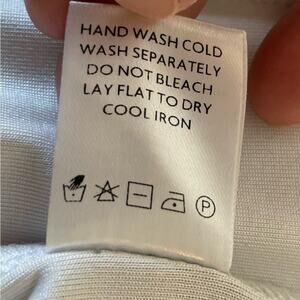 HAND WASH COLD
WASH SEPARATELY
DO NOT BLEACH
LAY FLAT TO DRY
COOL IRON
P